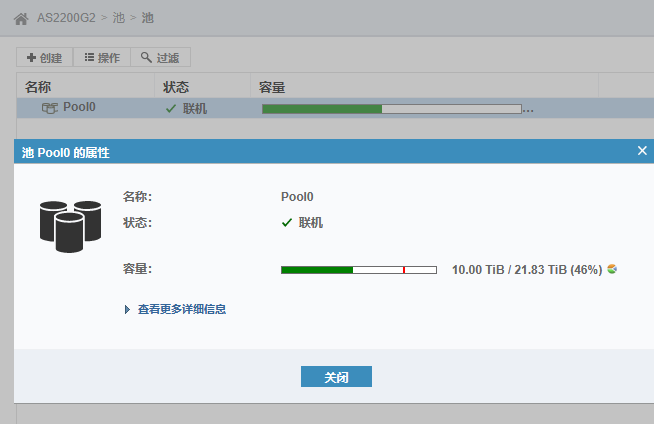 AS2200G2 > 池 > 池
创建 操作 过滤
名称 状态 容量
Pool0 联机 ...
池 Pool0 的属性
名称: Pool0
状态: 联机
容量: 10.00 TiB / 21.83 TiB (46%)
查看更多详细信息
关闭